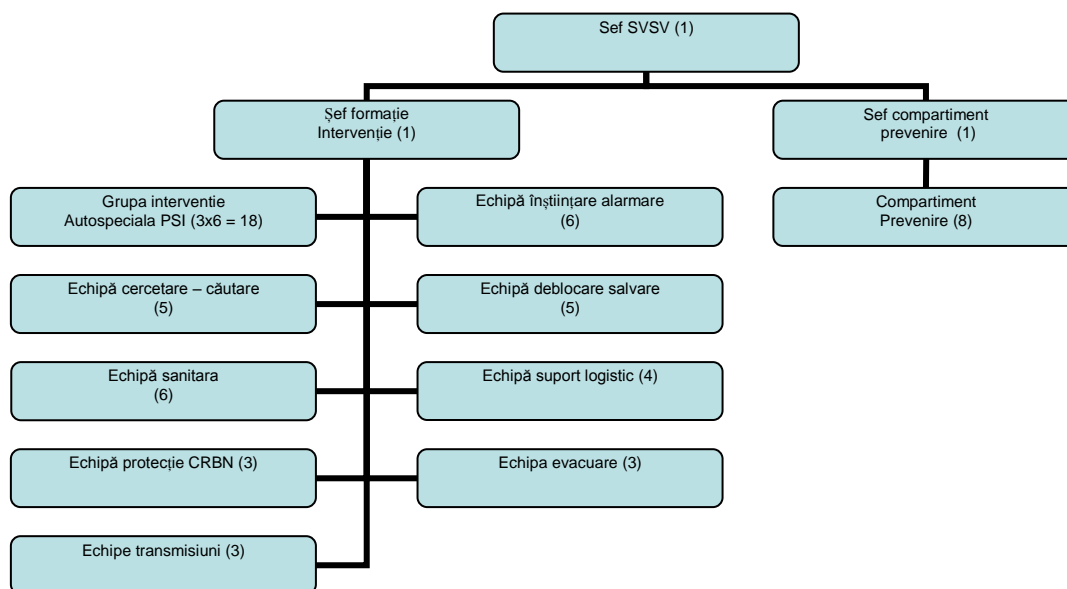 Sef SVSV (1)
Șef formație
Intervenție (1)
Sef compartiment
prevenire (1)
Grupa interventie
Autospeciala PSI (3x6 = 18)
Echipă înștiințare alarmare
(6)
Compartiment
Prevenire (8)
Echipă cercetare – căutare
(5)
Echipă deblocare salvare
(5)
Echipă sanitara
(6)
Echipă suport logistic (4)
Echipă protecție CRBN (3)
Echipa evacuare (3)
Echipe transmisiuni (3)